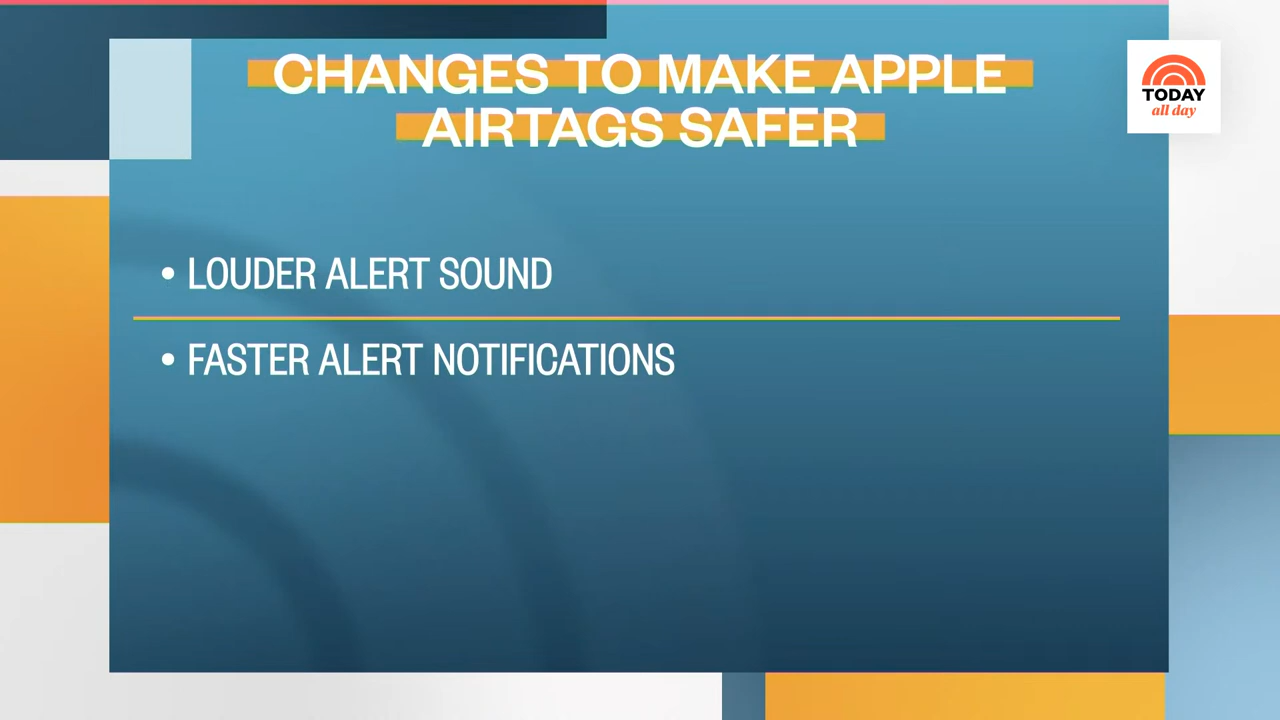 CHANGES TO MAKE APPLE
AIRTAGS SAFER
TODAY
all day
• LOUDER ALERT SOUND
• FASTER ALERT NOTIFICATIONS